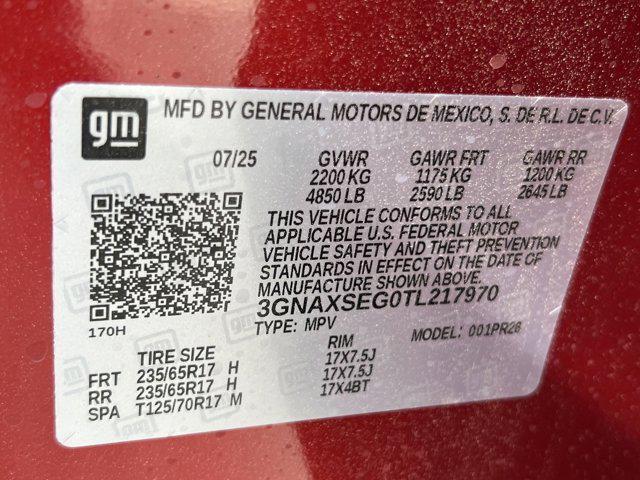 gm
MFD BY GENERAL MOTORS DE MEXICO, S. DE R.L. DE C.V.
07/25 GVWR GAWR FRT GAWR RR
2200 KG 1175 KG 1200 KG
4850 LB 2590 LB 2645 LB
THIS VEHICLE CONFORMS TO ALL
APPLICABLE U.S. FEDERAL MOTOR
VEHICLE SAFETY AND THEFT PREVENTION
STANDARDS IN EFFECT ON THE DATE OF
MANUFACTURE SHOWN ABOVE.
3GNAXSEG0TL217970
170H
TYPE: MPV MODEL: 001PR26
TIRE SIZE RIM
FRT 235/65R17 H 17X7.5J
RR 235/65R17 H 17X7.5J
SPA T125/70R17 M 17X4BT